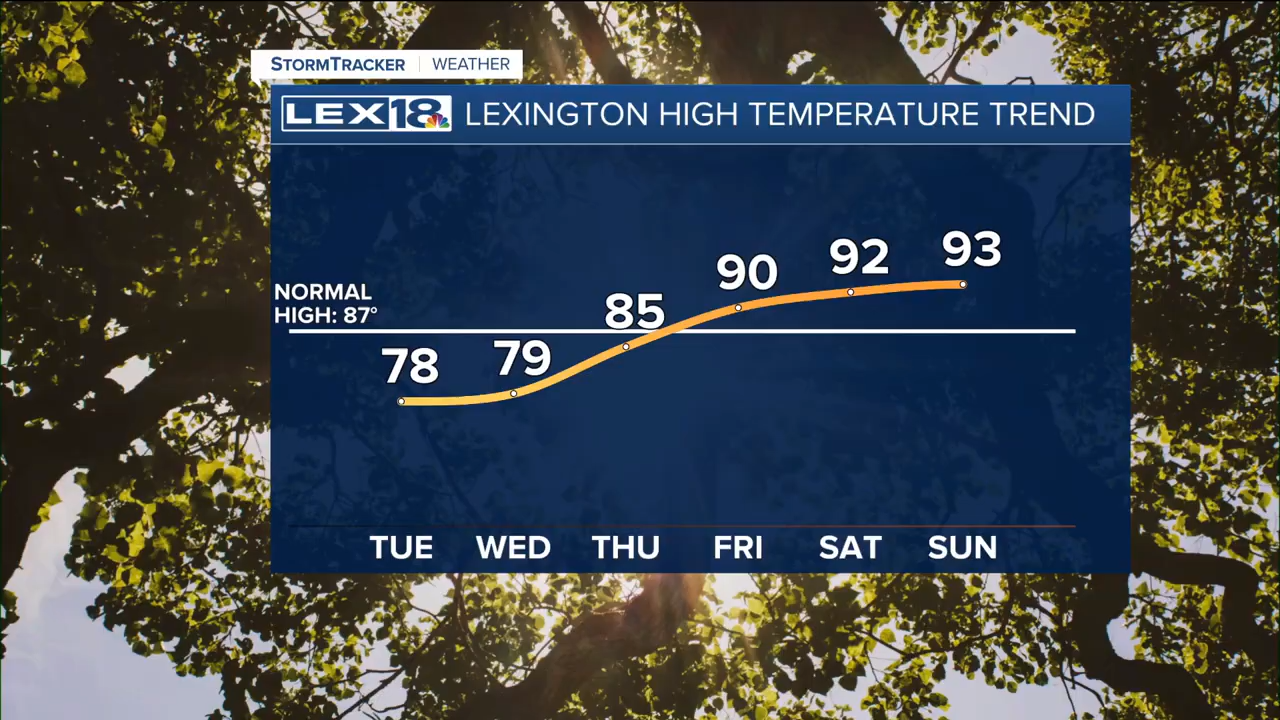 STORMTRACKER WEATHER
LEX18 LEXINGTON HIGH TEMPERATURE TREND
NORMAL
HIGH: 87°
78 79 85 90 92 93
TUE WED THU FRI SAT SUN